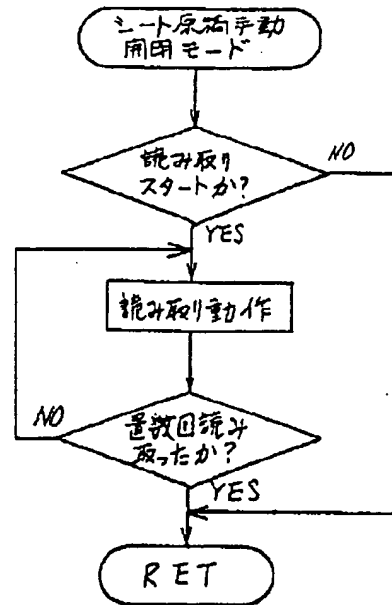 シート原稿手動
開閉モード
読み取り
スタートか?
NO
YES
読み取り動作
置数回読み
取ったか?
NO
YES
RET